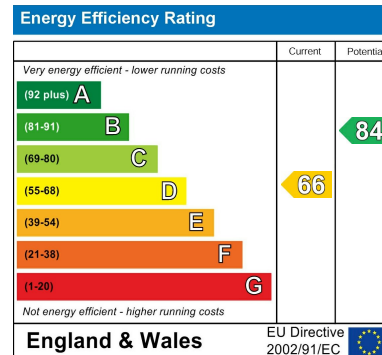 Energy Efficiency Rating
Current Potentia
Very energy efficient - lower running costs
(92 plus) A
(81-91) B
84
(69-80) C
(55-68) D
66
(39-54) E
(21-38) F
(1-20) G
Not energy efficient - higher running costs
England & Wales
EU Directive
2002/91/EC